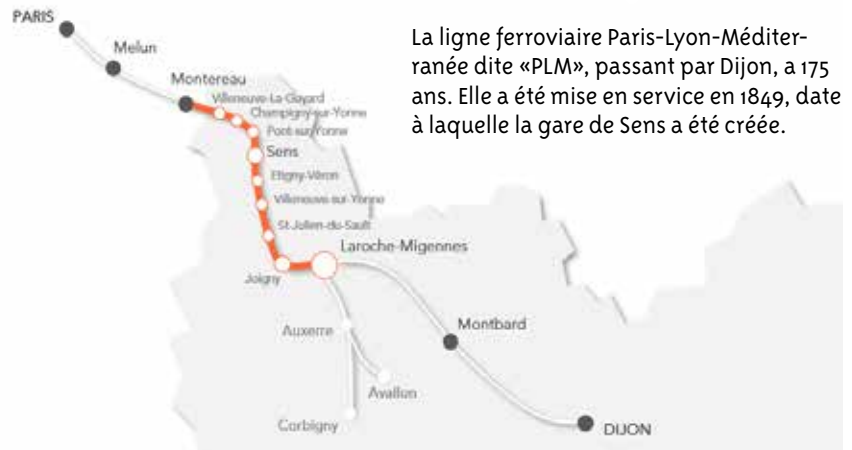 PARIS
Melun
Montereau
La ligne ferroviaire Paris-Lyon-Méditer-
ranée dite «PLM», passant par Dijon, a 175
ans. Elle a été mise en service en 1849, date
à laquelle la gare de Sens a été créée.
Villeneuve-La-Guyard
Champigny-sur-Yonne
Pont-sur-Yonne
Sens
Etigny-Véron
Villeneuve-sur-Yonne
St-Julien-du-Sault
Laroche-Migennes
Joigny
Auxerre
Montbard
Avallon
Corbigny
DIJON